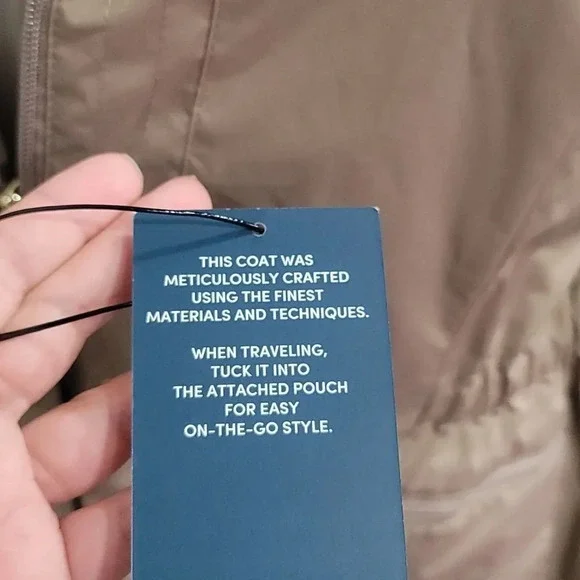 THIS COAT WAS
METICULOUSLY CRAFTED
USING THE FINEST
MATERIALS AND TECHNIQUES.
WHEN TRAVELING,
TUCK IT INTO
THE ATTACHED POUCH
FOR EASY
ON-THE-GO STYLE.